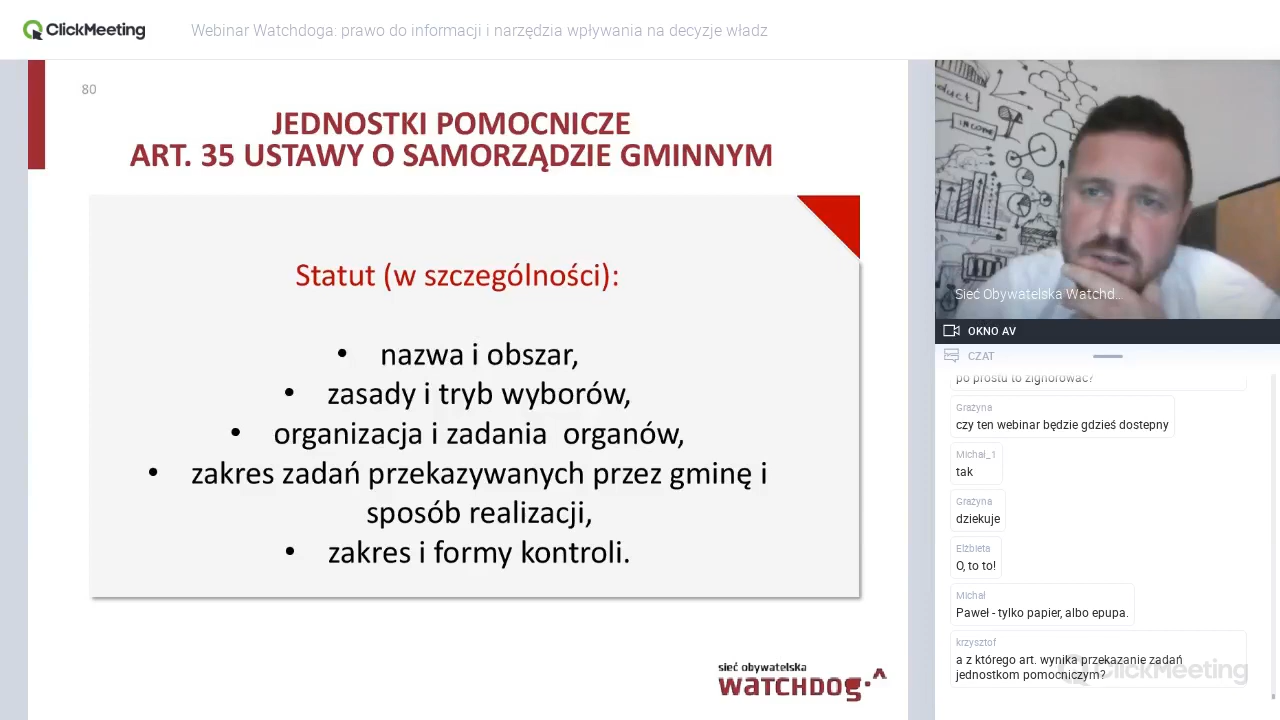 ClickMeeting
Webinar Watchdoga: prawo do informacji i narzędzia wpływania na decyzje władz
80
JEDNOSTKI POMOCNICZE
ART. 35 USTAWY O SAMORZĄDZIE GMINNYM
Statut (w szczególności):
• nazwa i obszar,
• zasady i tryb wyborów,
• organizacja i zadania organów,
• zakres zadań przekazywanych przez gminę i
sposób realizacji,
• zakres i formy kontroli.
sieć obywatelska
WATCHDOG
duct
INCOME
Sieć Obywatelska Watchd...
OKNO AV
CZAT
po prostu to zignorować?
Grażyna
czy ten webinar będzie gdzieś dostepny
Michał_1
tak
Grażyna
dziekuje
Elżbieta
O, to to!
Michał
Paweł - tylko papier, albo epupa.
krzysztof
a z którego art. wynika przekazanie zadań
jednostkom pomocniczym?
ClickMeeting